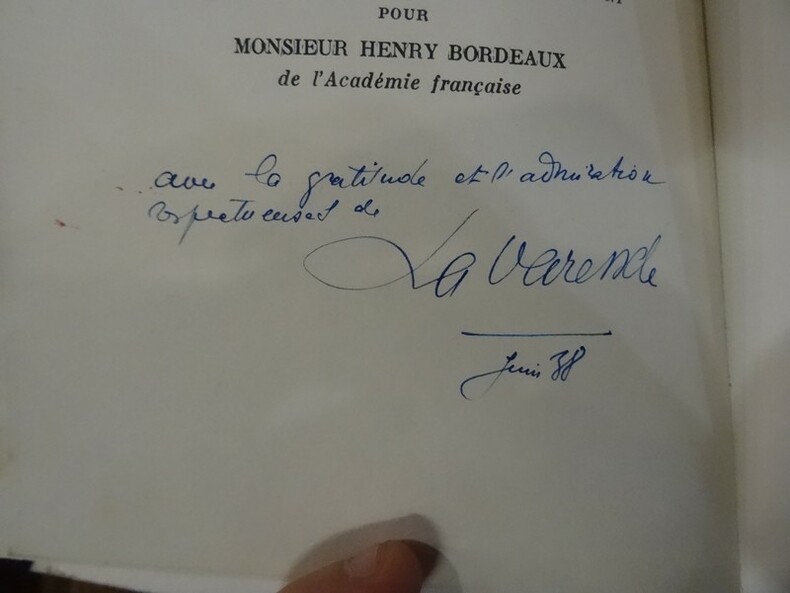 POUR
MONSIEUR HENRY BORDEAUX
de l'Académie française
avec la gratitude et l'admiration
respectueuses de
La Varende
Juin 38